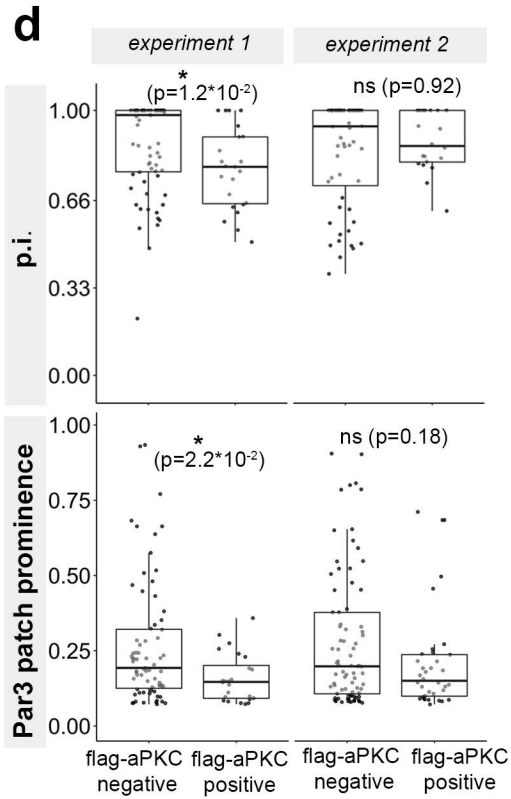 d
experiment 1
experiment 2
*
(p=1.2*10-2)
ns (p=0.92)
p.i.
1.00
0.66
0.33
0.00
*
(p=2.2*10-2)
ns (p=0.18)
Par3 patch prominence
1.00
0.75
0.50
0.25
0.00
flag-aPKC
negative
flag-aPKC
positive
flag-aPKC
negative
flag-aPKC
positive